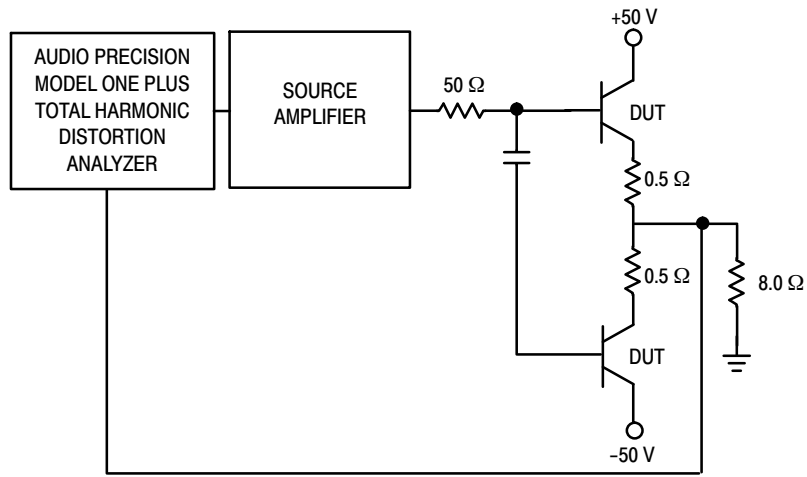 +50 V
AUDIO PRECISION
MODEL ONE PLUS
TOTAL HARMONIC
DISTORTION
ANALYZER
SOURCE
AMPLIFIER
50 Ω
DUT
0.5 Ω
0.5 Ω
8.0 Ω
DUT
−50 V